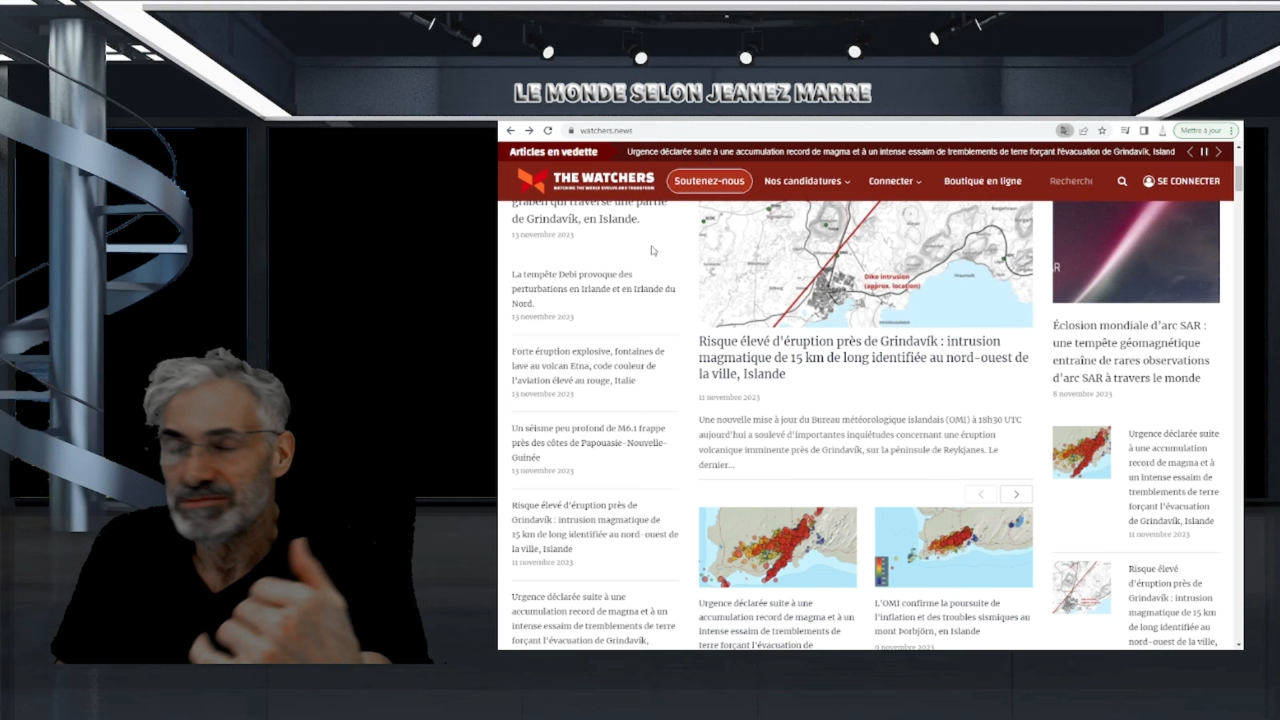 LE MONDE SELON JEANEZ MARRE
watchers.news
Mettre à jour
Articles en vedette
Urgence déclarée suite à une accumulation record de magma et à un intense essaim de tremblements de terre forçant l'évacuation de Grindavík, Island
THE WATCHERS
WATCHING THE WORLD EVOLVE AND TRANSFORM
Soutenez-nous
Nos candidatures
Connecter
Boutique en ligne
Recherche
SE CONNECTER
graben qui traverse une partie
de Grindavík, en Islande.
13 novembre 2023
La tempête Debi provoque des
perturbations en Irlande et en Irlande du
Nord.
13 novembre 2023
Forte éruption explosive, fontaines de
lave au volcan Etna, code couleur de
l'aviation élevé au rouge, Italie
13 novembre 2023
Un séisme peu profond de M6.1 frappe
près des côtes de Papouasie-Nouvelle-
Guinée
13 novembre 2023
Risque élevé d'éruption près de
Grindavík : intrusion magmatique de
15 km de long identifiée au nord-ouest de
la ville, Islande
11 novembre 2023
Urgence déclarée suite à une
accumulation record de magma et à un
intense essaim de tremblements de terre
forçant l'évacuation de Grindavík,
Dike intrusion
(approx. location)
Risque élevé d'éruption près de Grindavík : intrusion
magmatique de 15 km de long identifiée au nord-ouest de
la ville, Islande
11 novembre 2023
Une nouvelle mise à jour du Bureau météorologique islandais (OMI) à 18h30 UTC
aujourd'hui a soulevé d'importantes inquiétudes concernant une éruption
volcanique imminente près de Grindavík, sur la péninsule de Reykjanes. Le
dernier...
Urgence déclarée suite à une
accumulation record de magma et à un
intense essaim de tremblements de
terre forçant l'évacuation de
L'OMI confirme la poursuite de
l'inflation et des troubles sismiques au
mont Þorbjörn, en Islande
9 novembre 2023
AR
Éclosion mondiale d'arc SAR :
une tempête géomagnétique
entraîne de rares observations
d'arc SAR à travers le monde
8 novembre 2023
Urgence déclarée suite
à une accumulation
record de magma et à
un intense essaim de
tremblements de terre
forçant l'évacuation
de Grindavík, Islande
11 novembre 2023
Risque élevé
d'éruption près de
Grindavík : intrusion
magmatique de 15 km
de long identifiée au
nord-ouest de la ville,